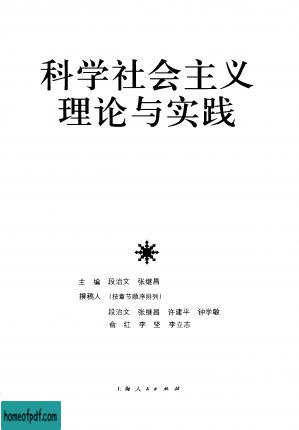 科学社会主义
理论与实践
主 编 段治文 张继昌
撰稿人 (按章节顺序排列)
段治文 张继昌 许建平 钟学敏
俞 红 李 坚 李立志
上海人民出版社
homeofpdf.com